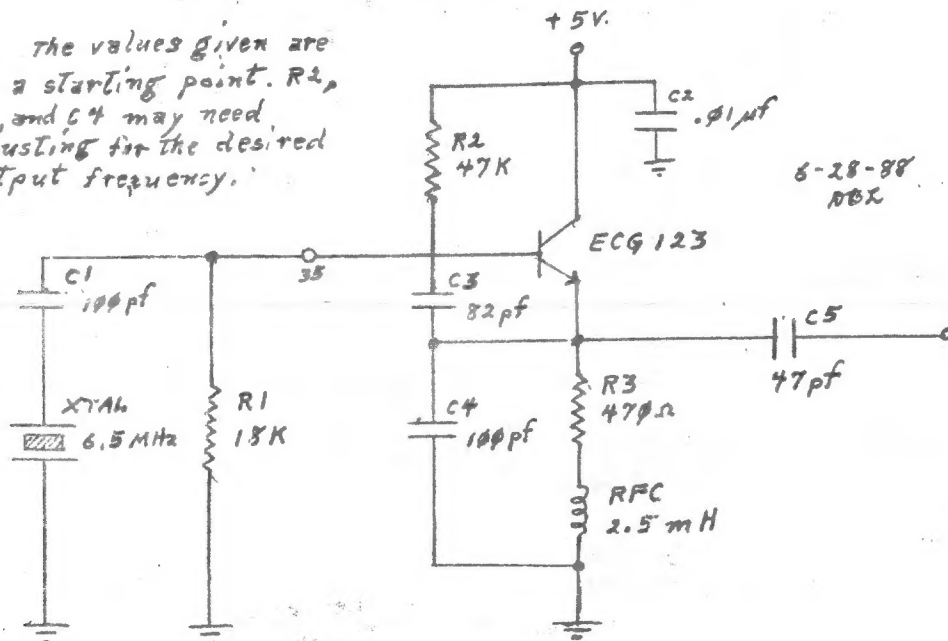 The values given are
a starting point. R2,
and C4 may need
usting for the desired
tput frequency.
+5V.
C2
.01µf
R2
47K
6-28-88
ECG 123
35
C1
100pf
C3
82pf
C5
47pf
XTAL
6.5 MHz
R1
18K
C4
100pf
R3
470Ω
RFC
2.5 mH